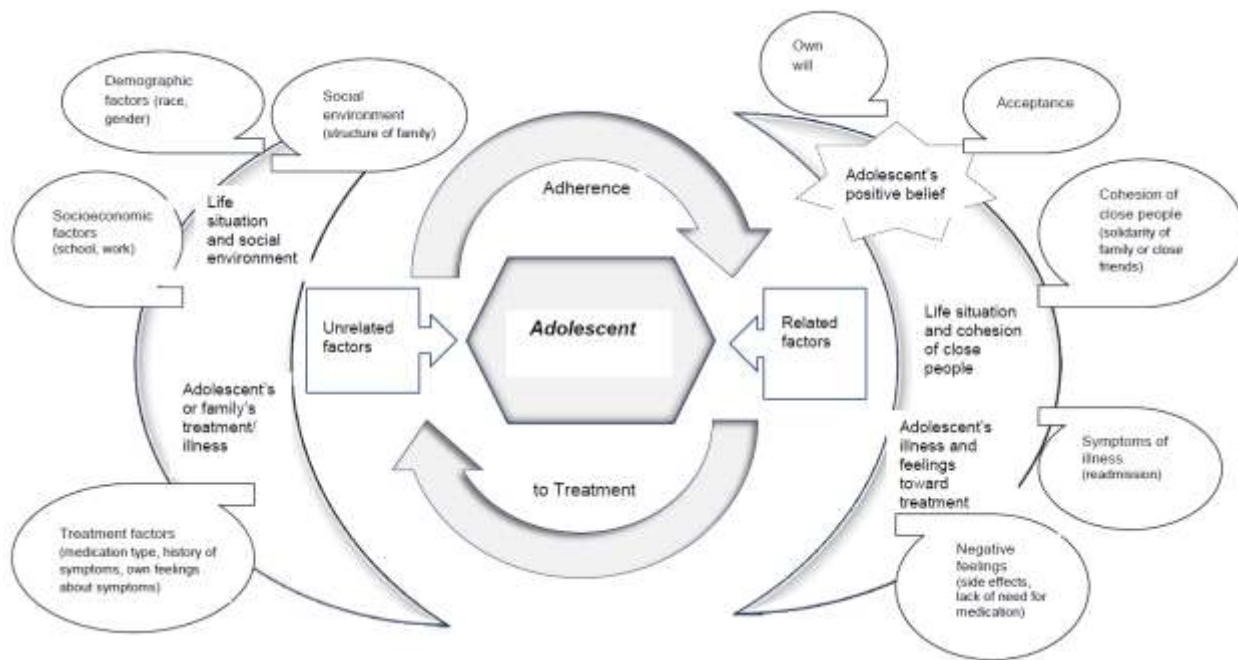 Demographic
factors (race,
gender)
Social
environment
(structure of family)
Socioeconomic
factors
(school, work)
Life
situation
and social
environment
Adolescent's
or family's
treatment/
illness
Treatment factors
(medication type, history of
symptoms, own feelings
about symptoms)
Unrelated
factors
Adherence
Adolescent
to Treatment
Related
factors
Own
will
Acceptance
Adolescent's
positive belief
Cohesion of
close people
(solidarity of
family or close
friends)
Life situation
and cohesion
of close
people
Adolescent's
illness and
feelings
toward
treatment
Symptoms of
illness
(readmission)
Negative
feelings
(side effects,
lack of need for
medication)